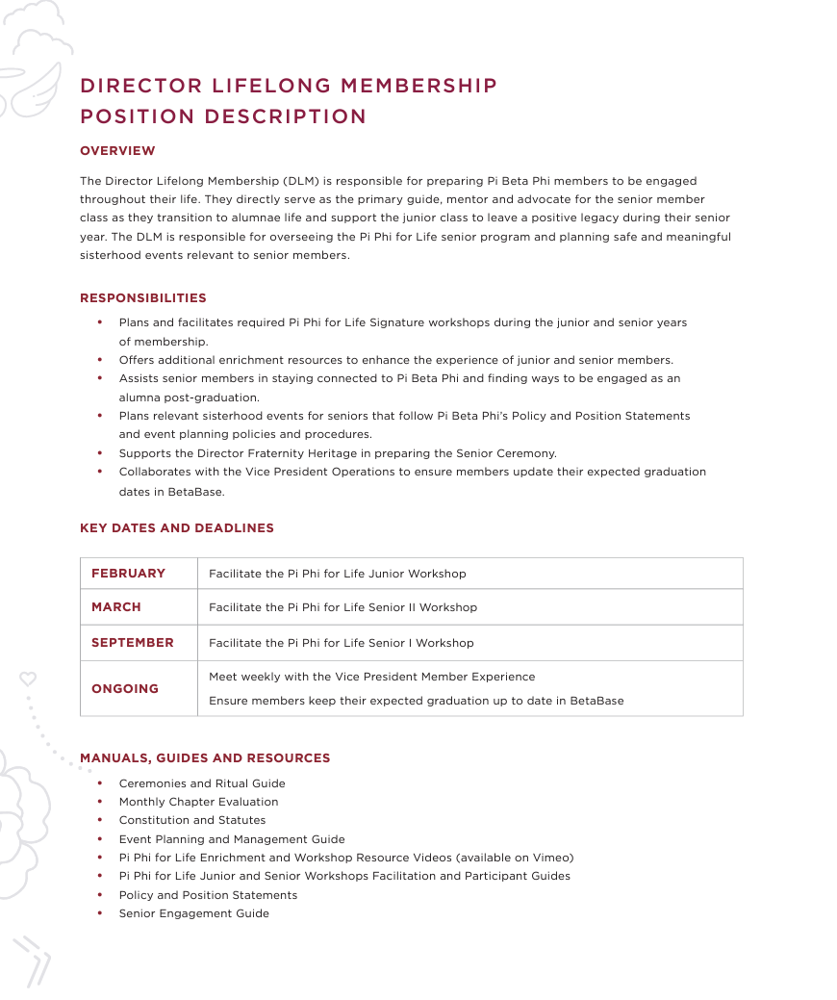 DIRECTOR LIFELONG MEMBERSHIP
POSITION DESCRIPTION
OVERVIEW
The Director Lifelong Membership (DLM) is responsible for preparing Pi Beta Phi members to be engaged
throughout their life. They directly serve as the primary guide, mentor and advocate for the senior member
class as they transition to alumnae life and support the junior class to leave a positive legacy during their senior
year. The DLM is responsible for overseeing the Pi Phi for Life senior program and planning safe and meaningful
sisterhood events relevant to senior members.
RESPONSIBILITIES
• Plans and facilitates required Pi Phi for Life Signature workshops during the junior and senior years
of membership.
• Offers additional enrichment resources to enhance the experience of junior and senior members.
• Assists senior members in staying connected to Pi Beta Phi and finding ways to be engaged as an
alumna post-graduation.
• Plans relevant sisterhood events for seniors that follow Pi Beta Phi’s Policy and Position Statements
and event planning policies and procedures.
• Supports the Director Fraternity Heritage in preparing the Senior Ceremony.
• Collaborates with the Vice President Operations to ensure members update their expected graduation
dates in BetaBase.
KEY DATES AND DEADLINES
FEBRUARY Facilitate the Pi Phi for Life Junior Workshop
MARCH Facilitate the Pi Phi for Life Senior II Workshop
SEPTEMBER Facilitate the Pi Phi for Life Senior I Workshop
ONGOING
Meet weekly with the Vice President Member Experience
Ensure members keep their expected graduation up to date in BetaBase
MANUALS, GUIDES AND RESOURCES
• Ceremonies and Ritual Guide
• Monthly Chapter Evaluation
• Constitution and Statutes
• Event Planning and Management Guide
• Pi Phi for Life Enrichment and Workshop Resource Videos (available on Vimeo)
• Pi Phi for Life Junior and Senior Workshops Facilitation and Participant Guides
• Policy and Position Statements
• Senior Engagement Guide